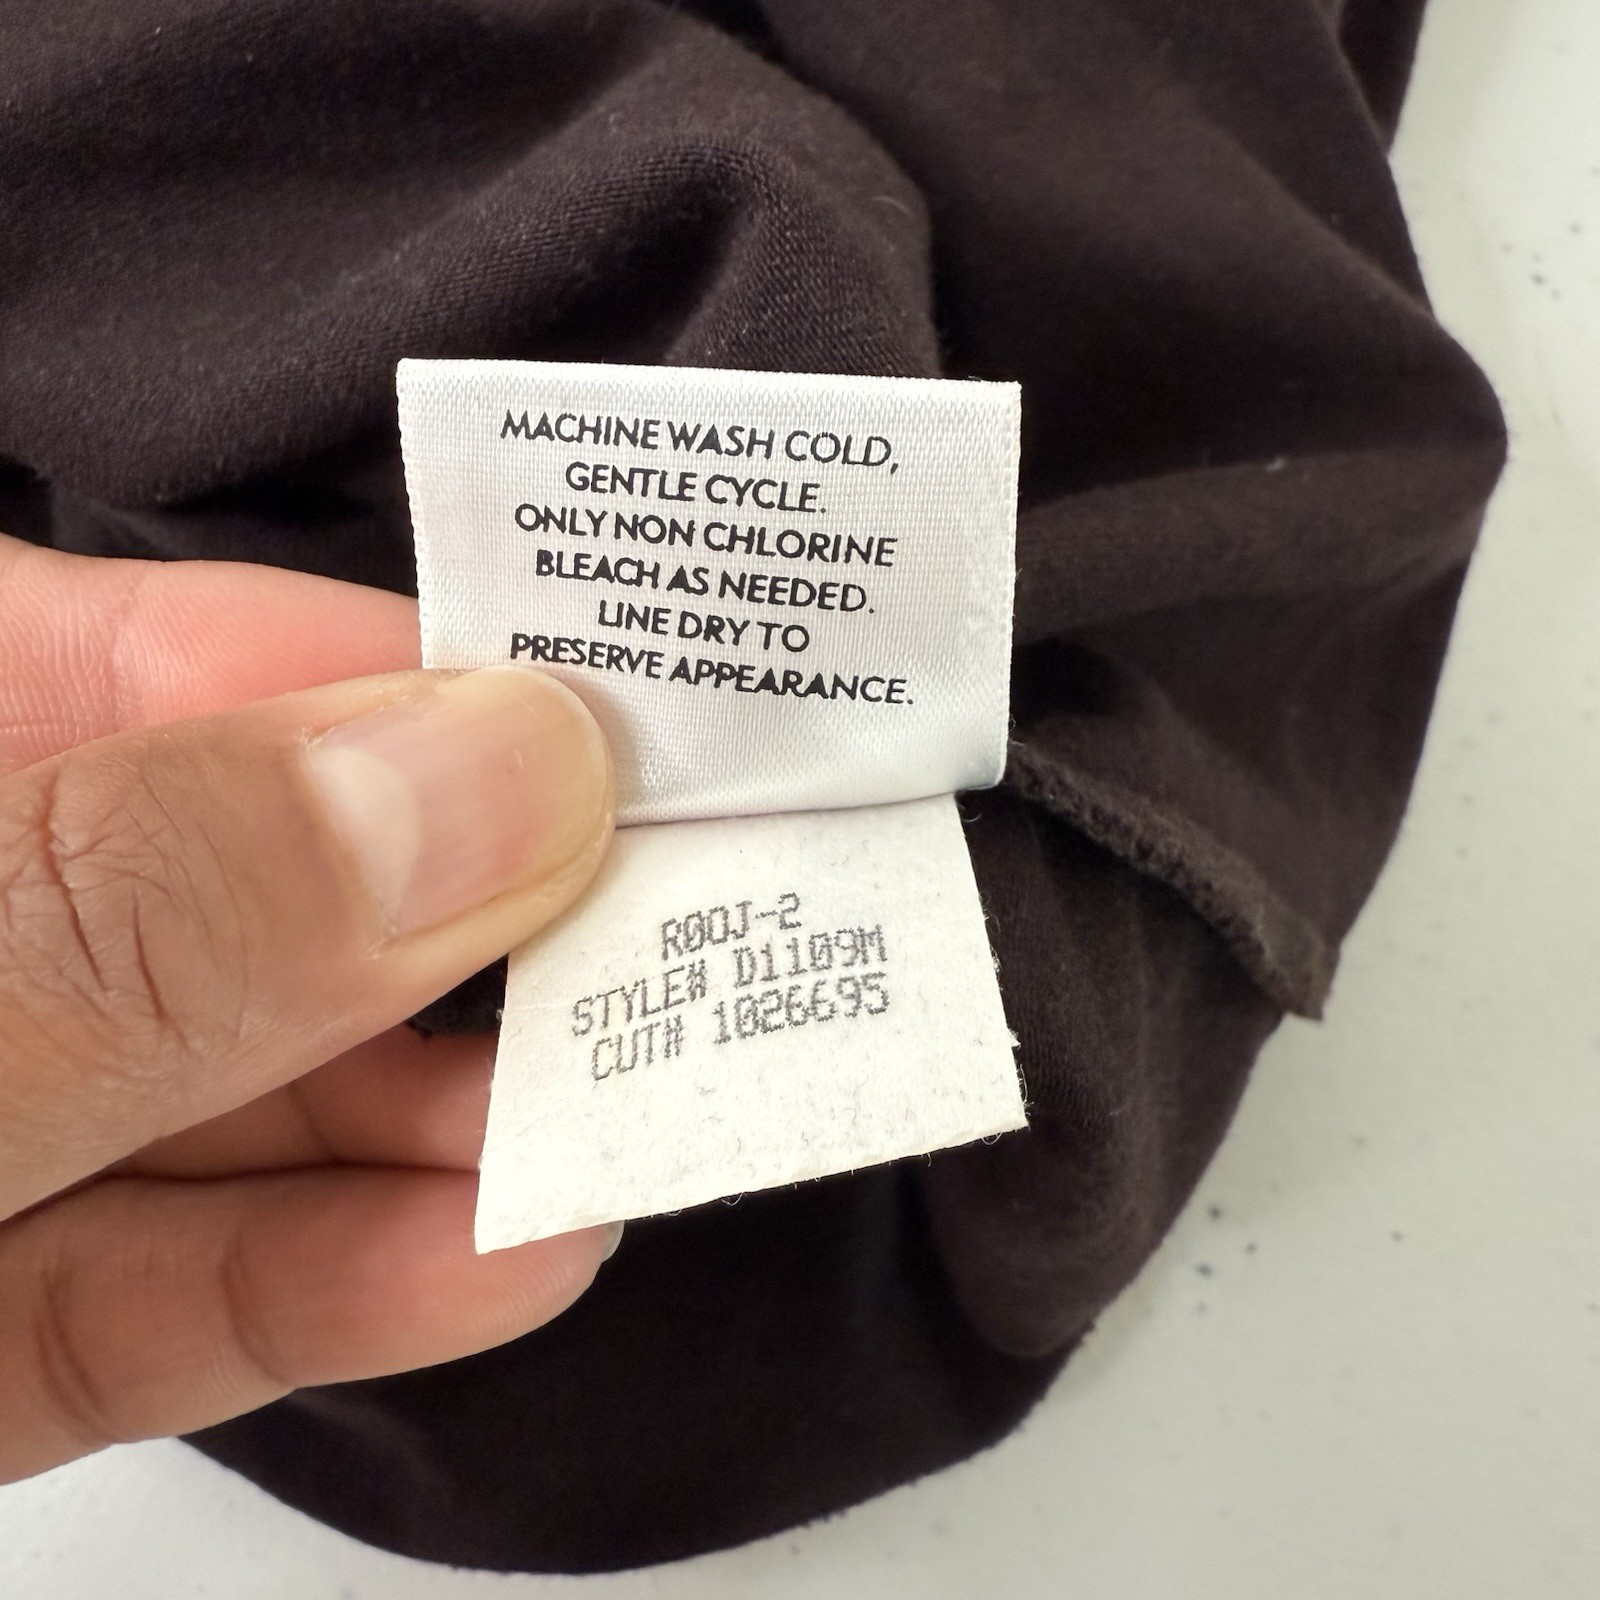 MACHINE WASH COLD,
GENTLE CYCLE.
ONLY NON CHLORINE
BLEACH AS NEEDED.
LINE DRY TO
PRESERVE APPEARANCE.
R00J-2
STYLE# D1109M
CUT# 1026695